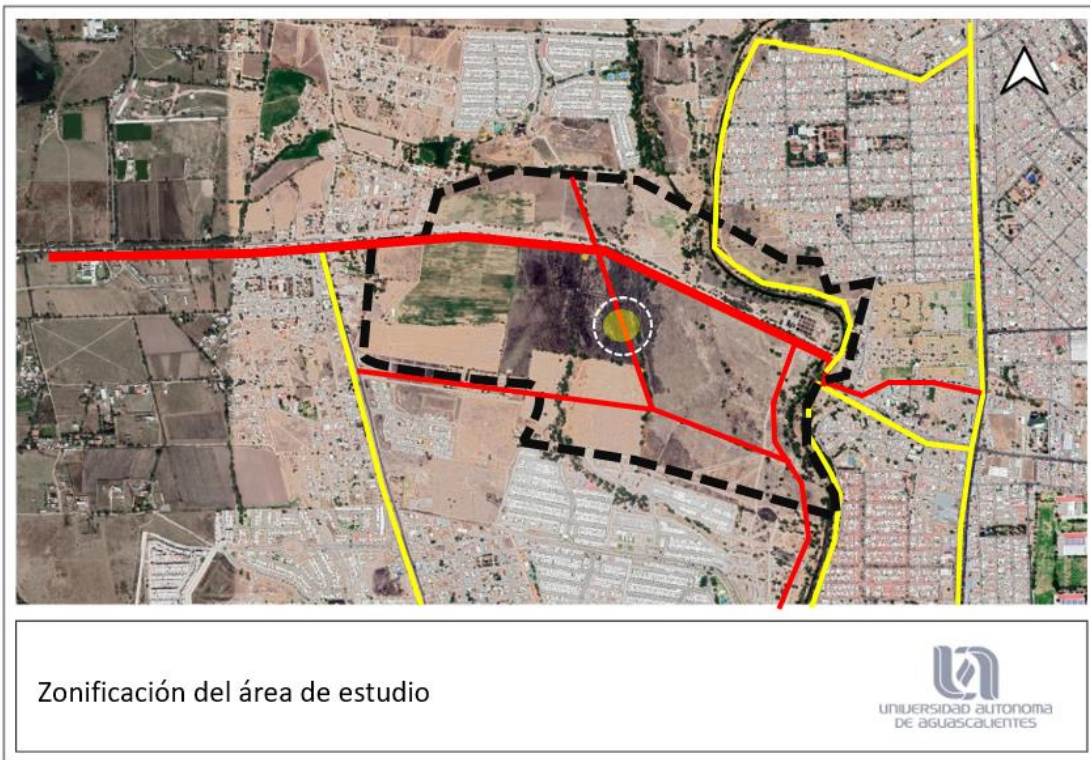 Zonificación del área de estudio
UNIVERSIDAD AUTONOMA
DE AGUASCALIENTES